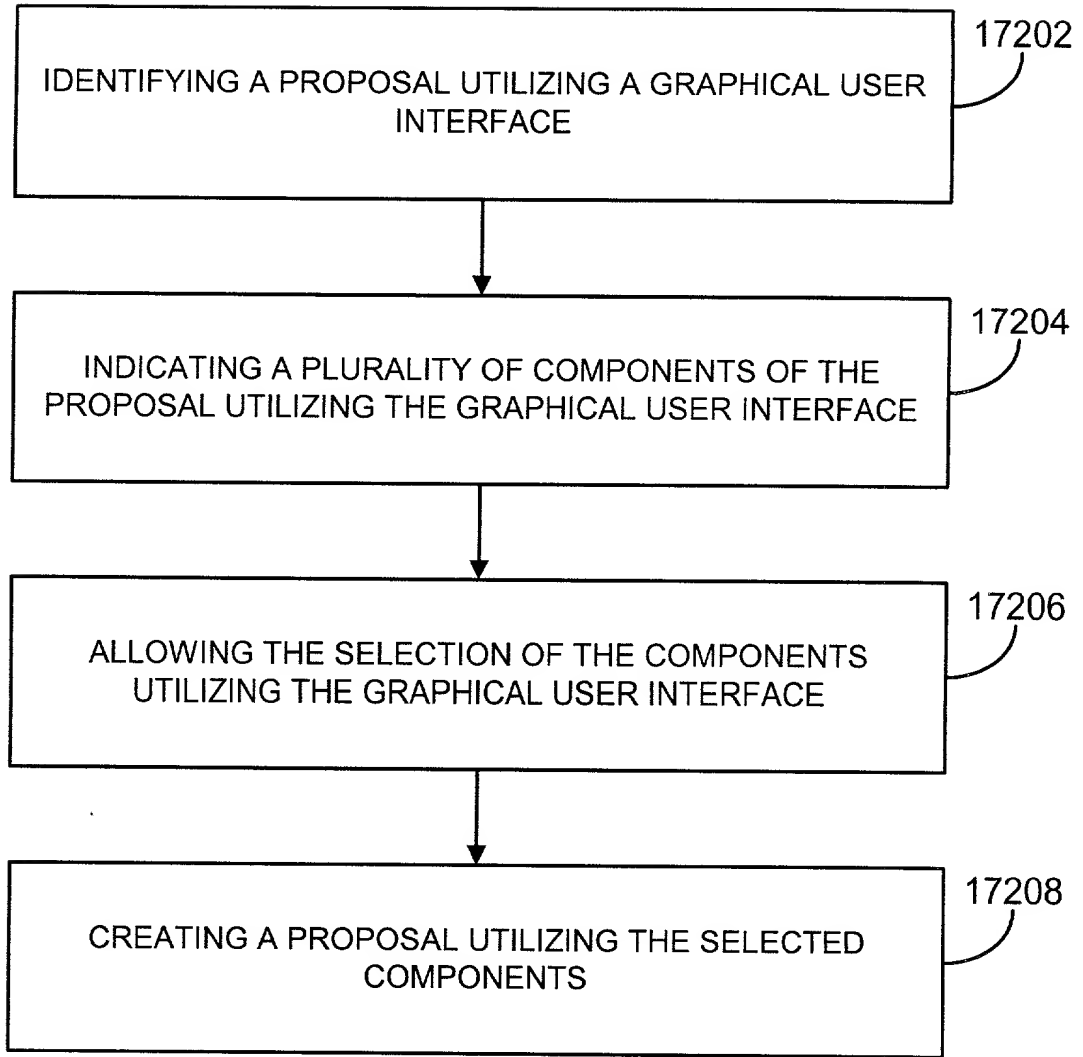 17202
IDENTIFYING A PROPOSAL UTILIZING A GRAPHICAL USER
INTERFACE
17204
INDICATING A PLURALITY OF COMPONENTS OF THE
PROPOSAL UTILIZING THE GRAPHICAL USER INTERFACE
17206
ALLOWING THE SELECTION OF THE COMPONENTS
UTILIZING THE GRAPHICAL USER INTERFACE
17208
CREATING A PROPOSAL UTILIZING THE SELECTED
COMPONENTS